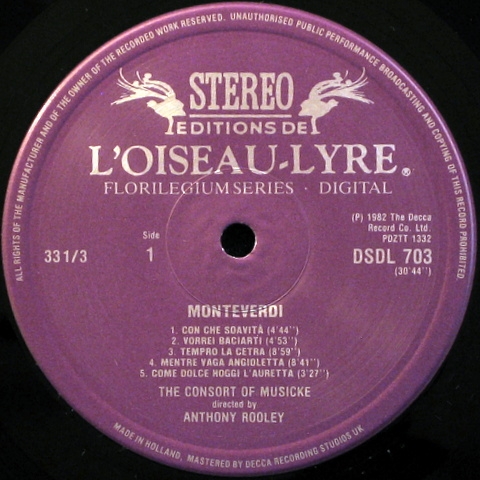 ALL RIGHTS OF THE MANUFACTURER AND OF THE OWNER OF THE RECORDED WORK RESERVED. UNAUTHORISED PUBLIC PERFORMANCE BROADCASTING AND COPYING OF THIS RECORD PROHIBITED.
STEREO
EDITIONS DE
L'OISEAU-LYRE®
FLORILEGIUM SERIES · DIGITAL
(P) 1982 The Decca
Record Co. Ltd.
PDZTT 1332
33 1/3
Side
1
DSDL 703
(30'44")
MONTEVERDI
1. CON CHE SOAVITÀ (4'44'')
2. VORREI BACIARTI (4'53'')
3. TEMPRO LA CETRA (8'59'')
4. MENTRE VAGA ANGIOLETTA (8'41'')
5. COME DOLCE HOGGI L'AURETTA (3'27'')
THE CONSORT OF MUSICKE
directed by
ANTHONY ROOLEY
MADE IN HOLLAND, MASTERED BY DECCA RECORDING STUDIOS UK